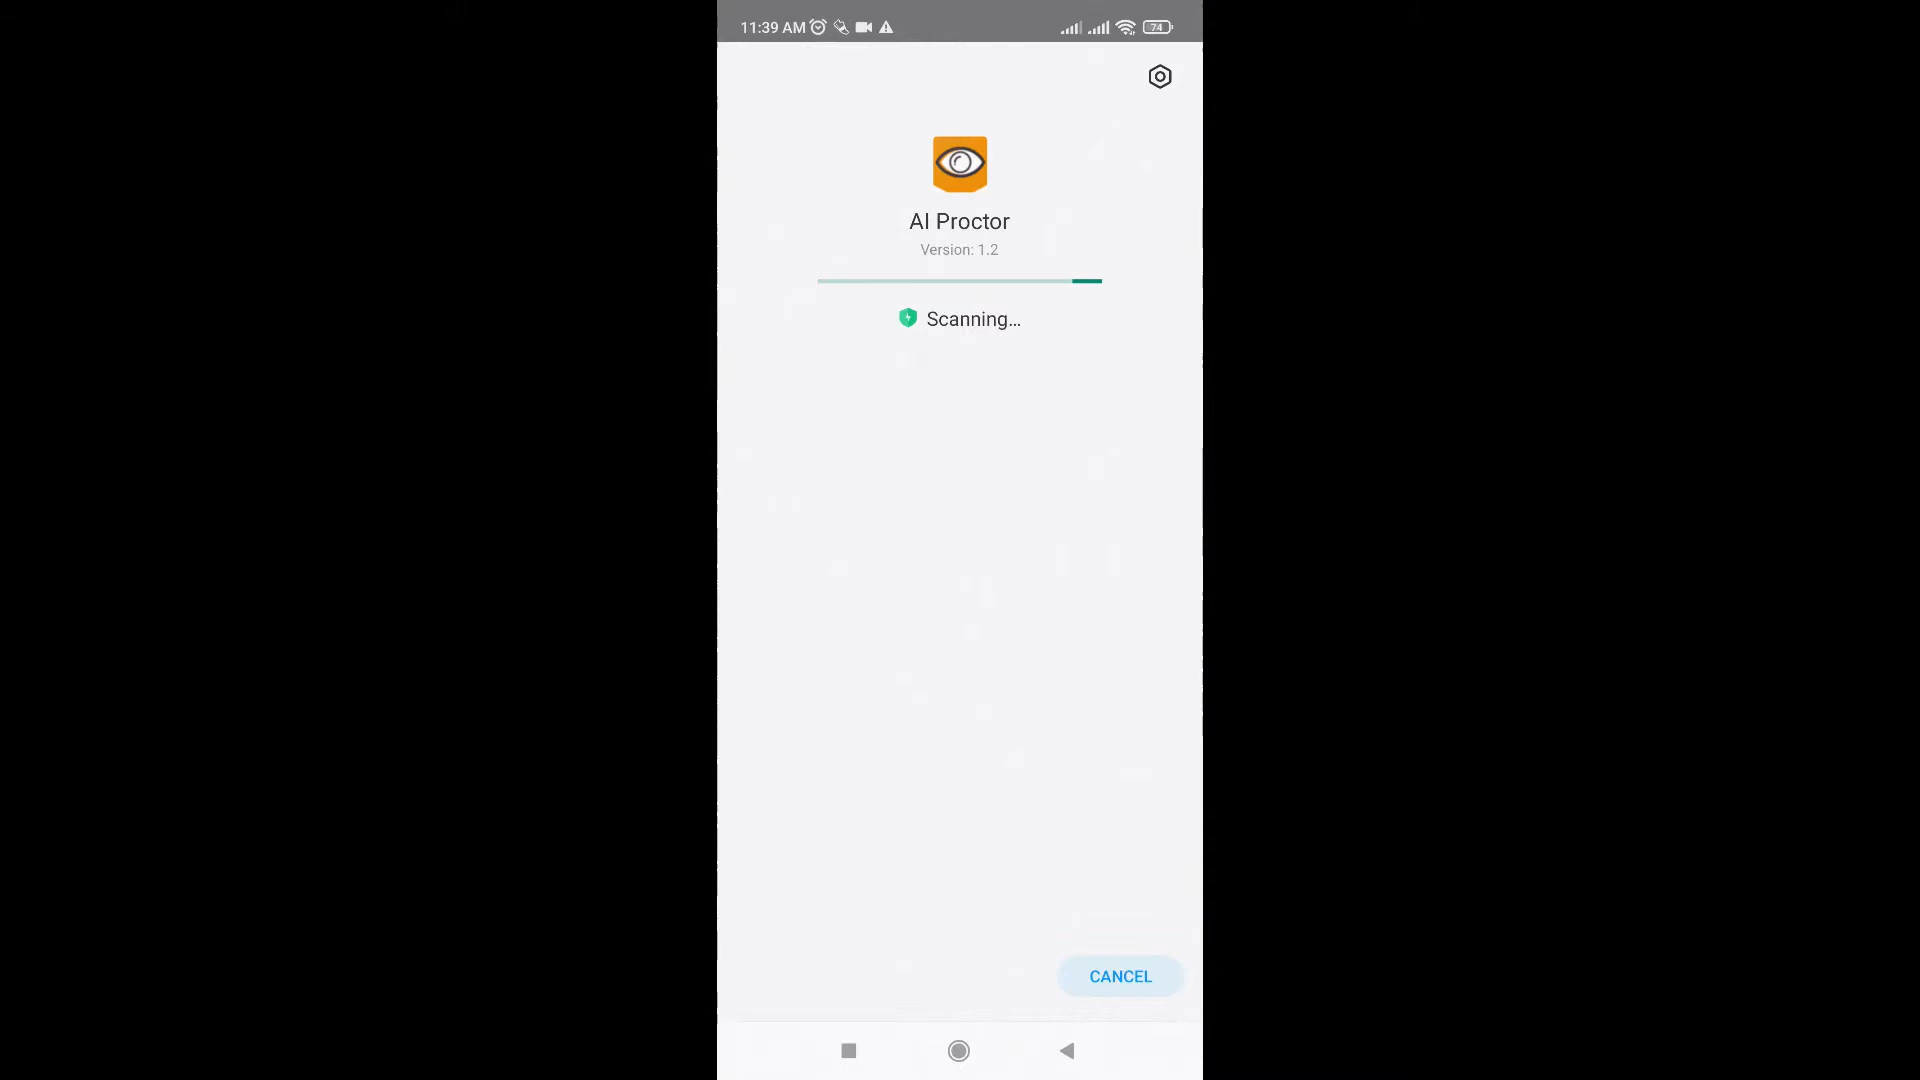 11:39 AM
74
AI Proctor
Version: 1.2
Scanning...
CANCEL